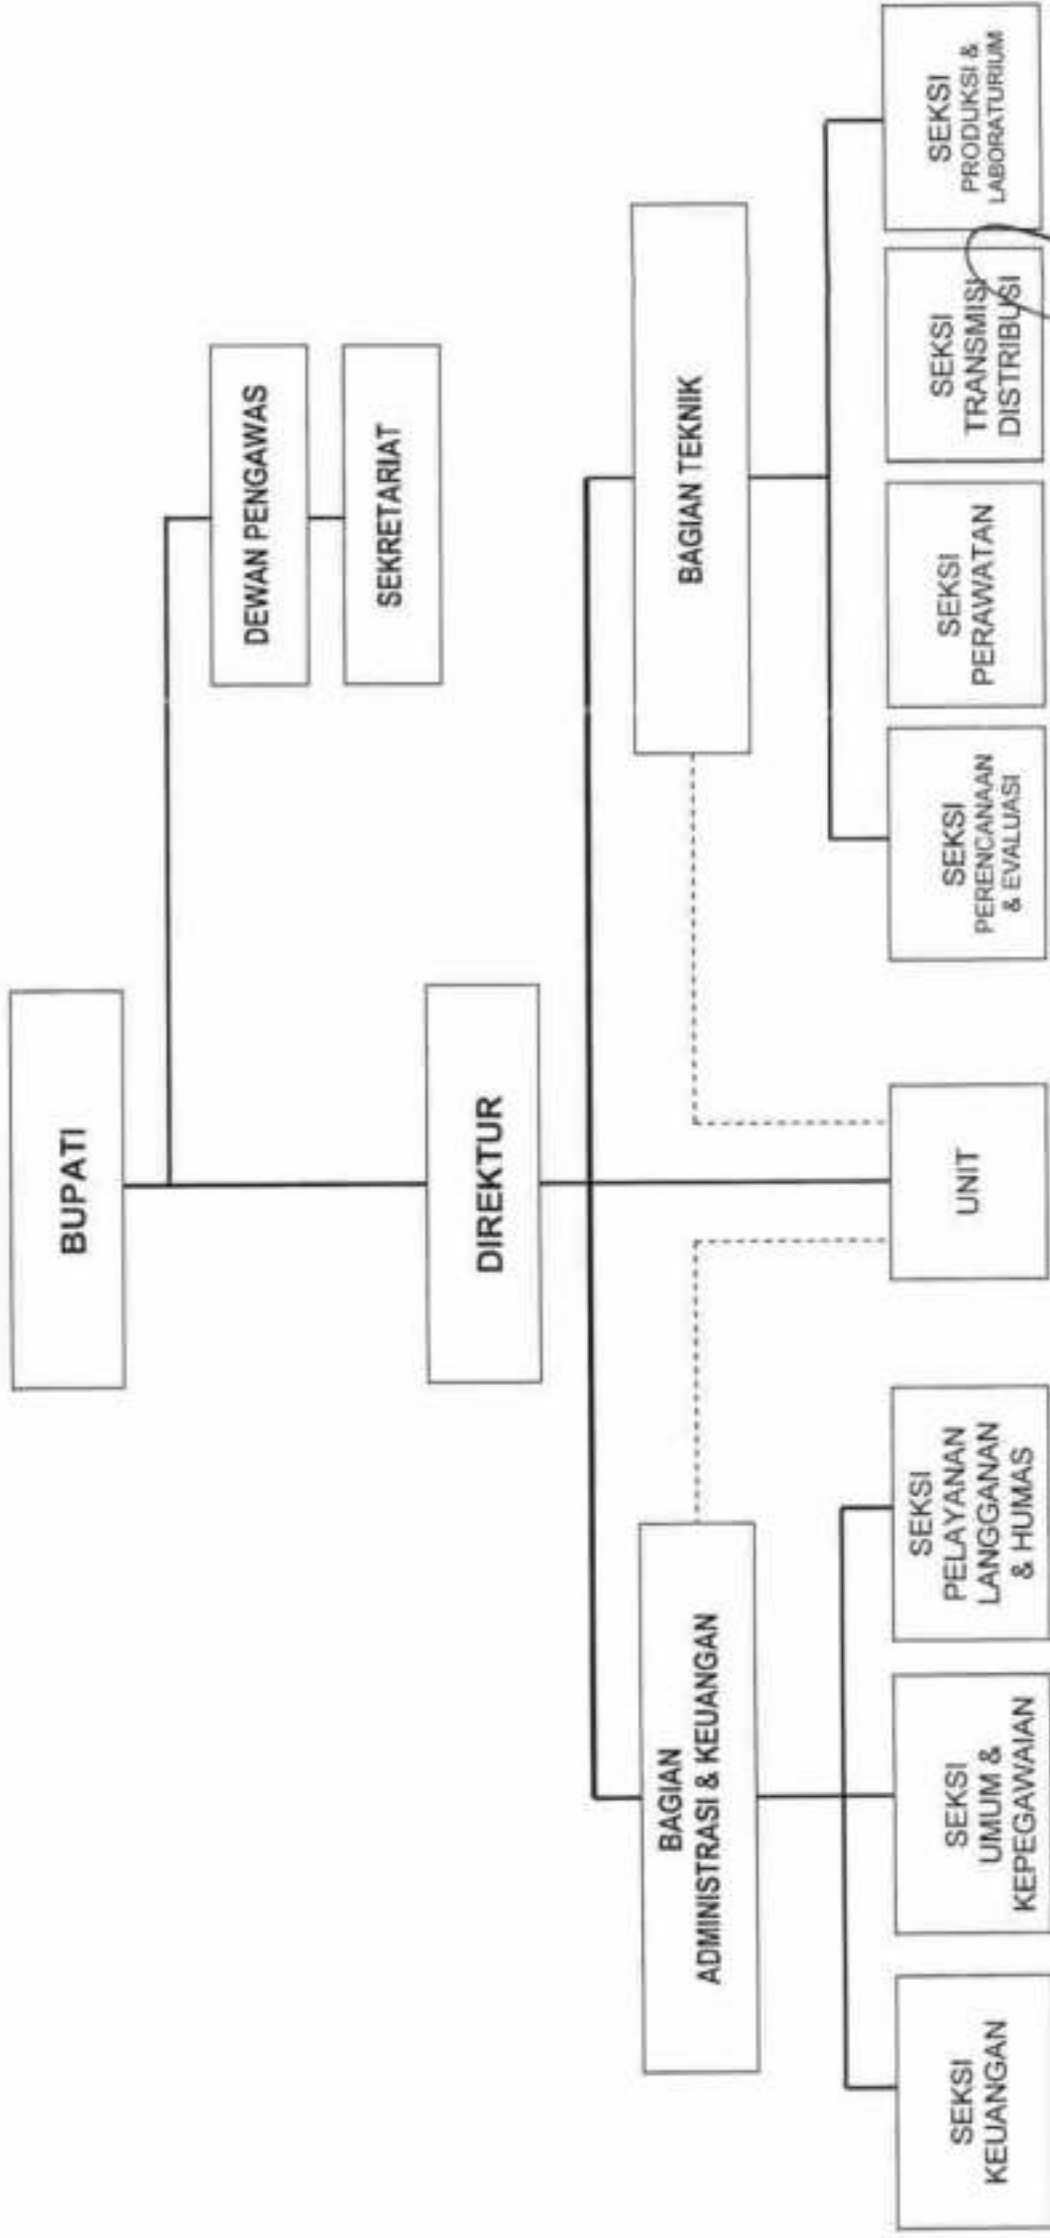 BUPATI
DEWAN PENGAWAS
SEKRETARIAT
DIREKTUR
BAGIAN
ADMINISTRASI & KEUANGAN
BAGIAN TEKNIK
SEKSI
KEUANGAN
SEKSI
UMUM &
KEPEGAWAIAN
SEKSI
PELAYANAN
LANGGANAN
& HUMAS
UNIT
SEKSI
PERENCANAAN
& EVALUASI
SEKSI
PERAWATAN
SEKSI
TRANSMISI
DISTRIBUSI
SEKSI
PRODUKSI &
LABORATURIUM